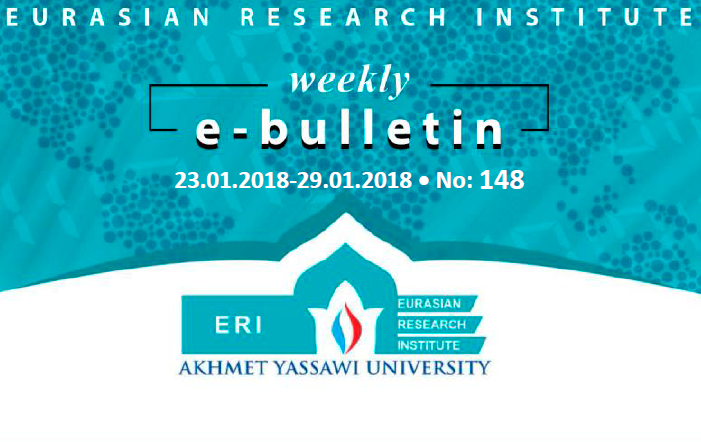 EURASIAN RESEARCH INSTITUTE
weekly
e-bulletin
23.01.2018-29.01.2018 • No: 148
ERI
EURASIAN
RESEARCH
INSTITUTE
AKHMET YASSAWI UNIVERSITY